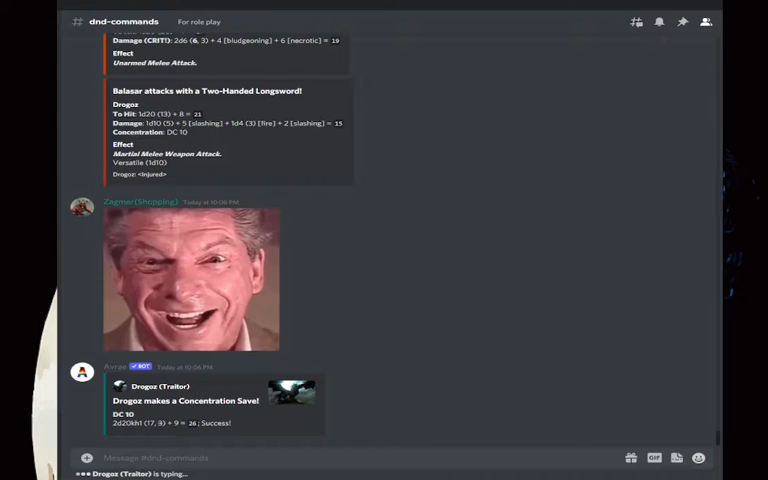 # dnd-commands For role play
Damage (CRIT!): 2d6 (6, 3) + 4 [bludgeoning] + 6 [necrotic] = 19
Effect
Unarmed Melee Attack.
Balasar attacks with a Two-Handed Longsword!
Drogoz
To Hit: 1d20 (13) + 8 = 21
Damage: 1d10 (5) + 5 [slashing] + 1d4 (3) [fire] + 2 [slashing] = 15
Concentration: DC 10
Effect
Martial Melee Weapon Attack.
Versatile (1d10)
Drogoz: <Injured>
Zagmer(Shopping) Today at 10:06 PM
Avrae BOT Today at 10:06 PM
Drogoz (Traitor)
Drogoz makes a Concentration Save!
DC 10
2d20kh1 (17, 3) + 9 = 26; Success!
Message #dnd-commands
GIF
Drogoz (Traitor) is typing...